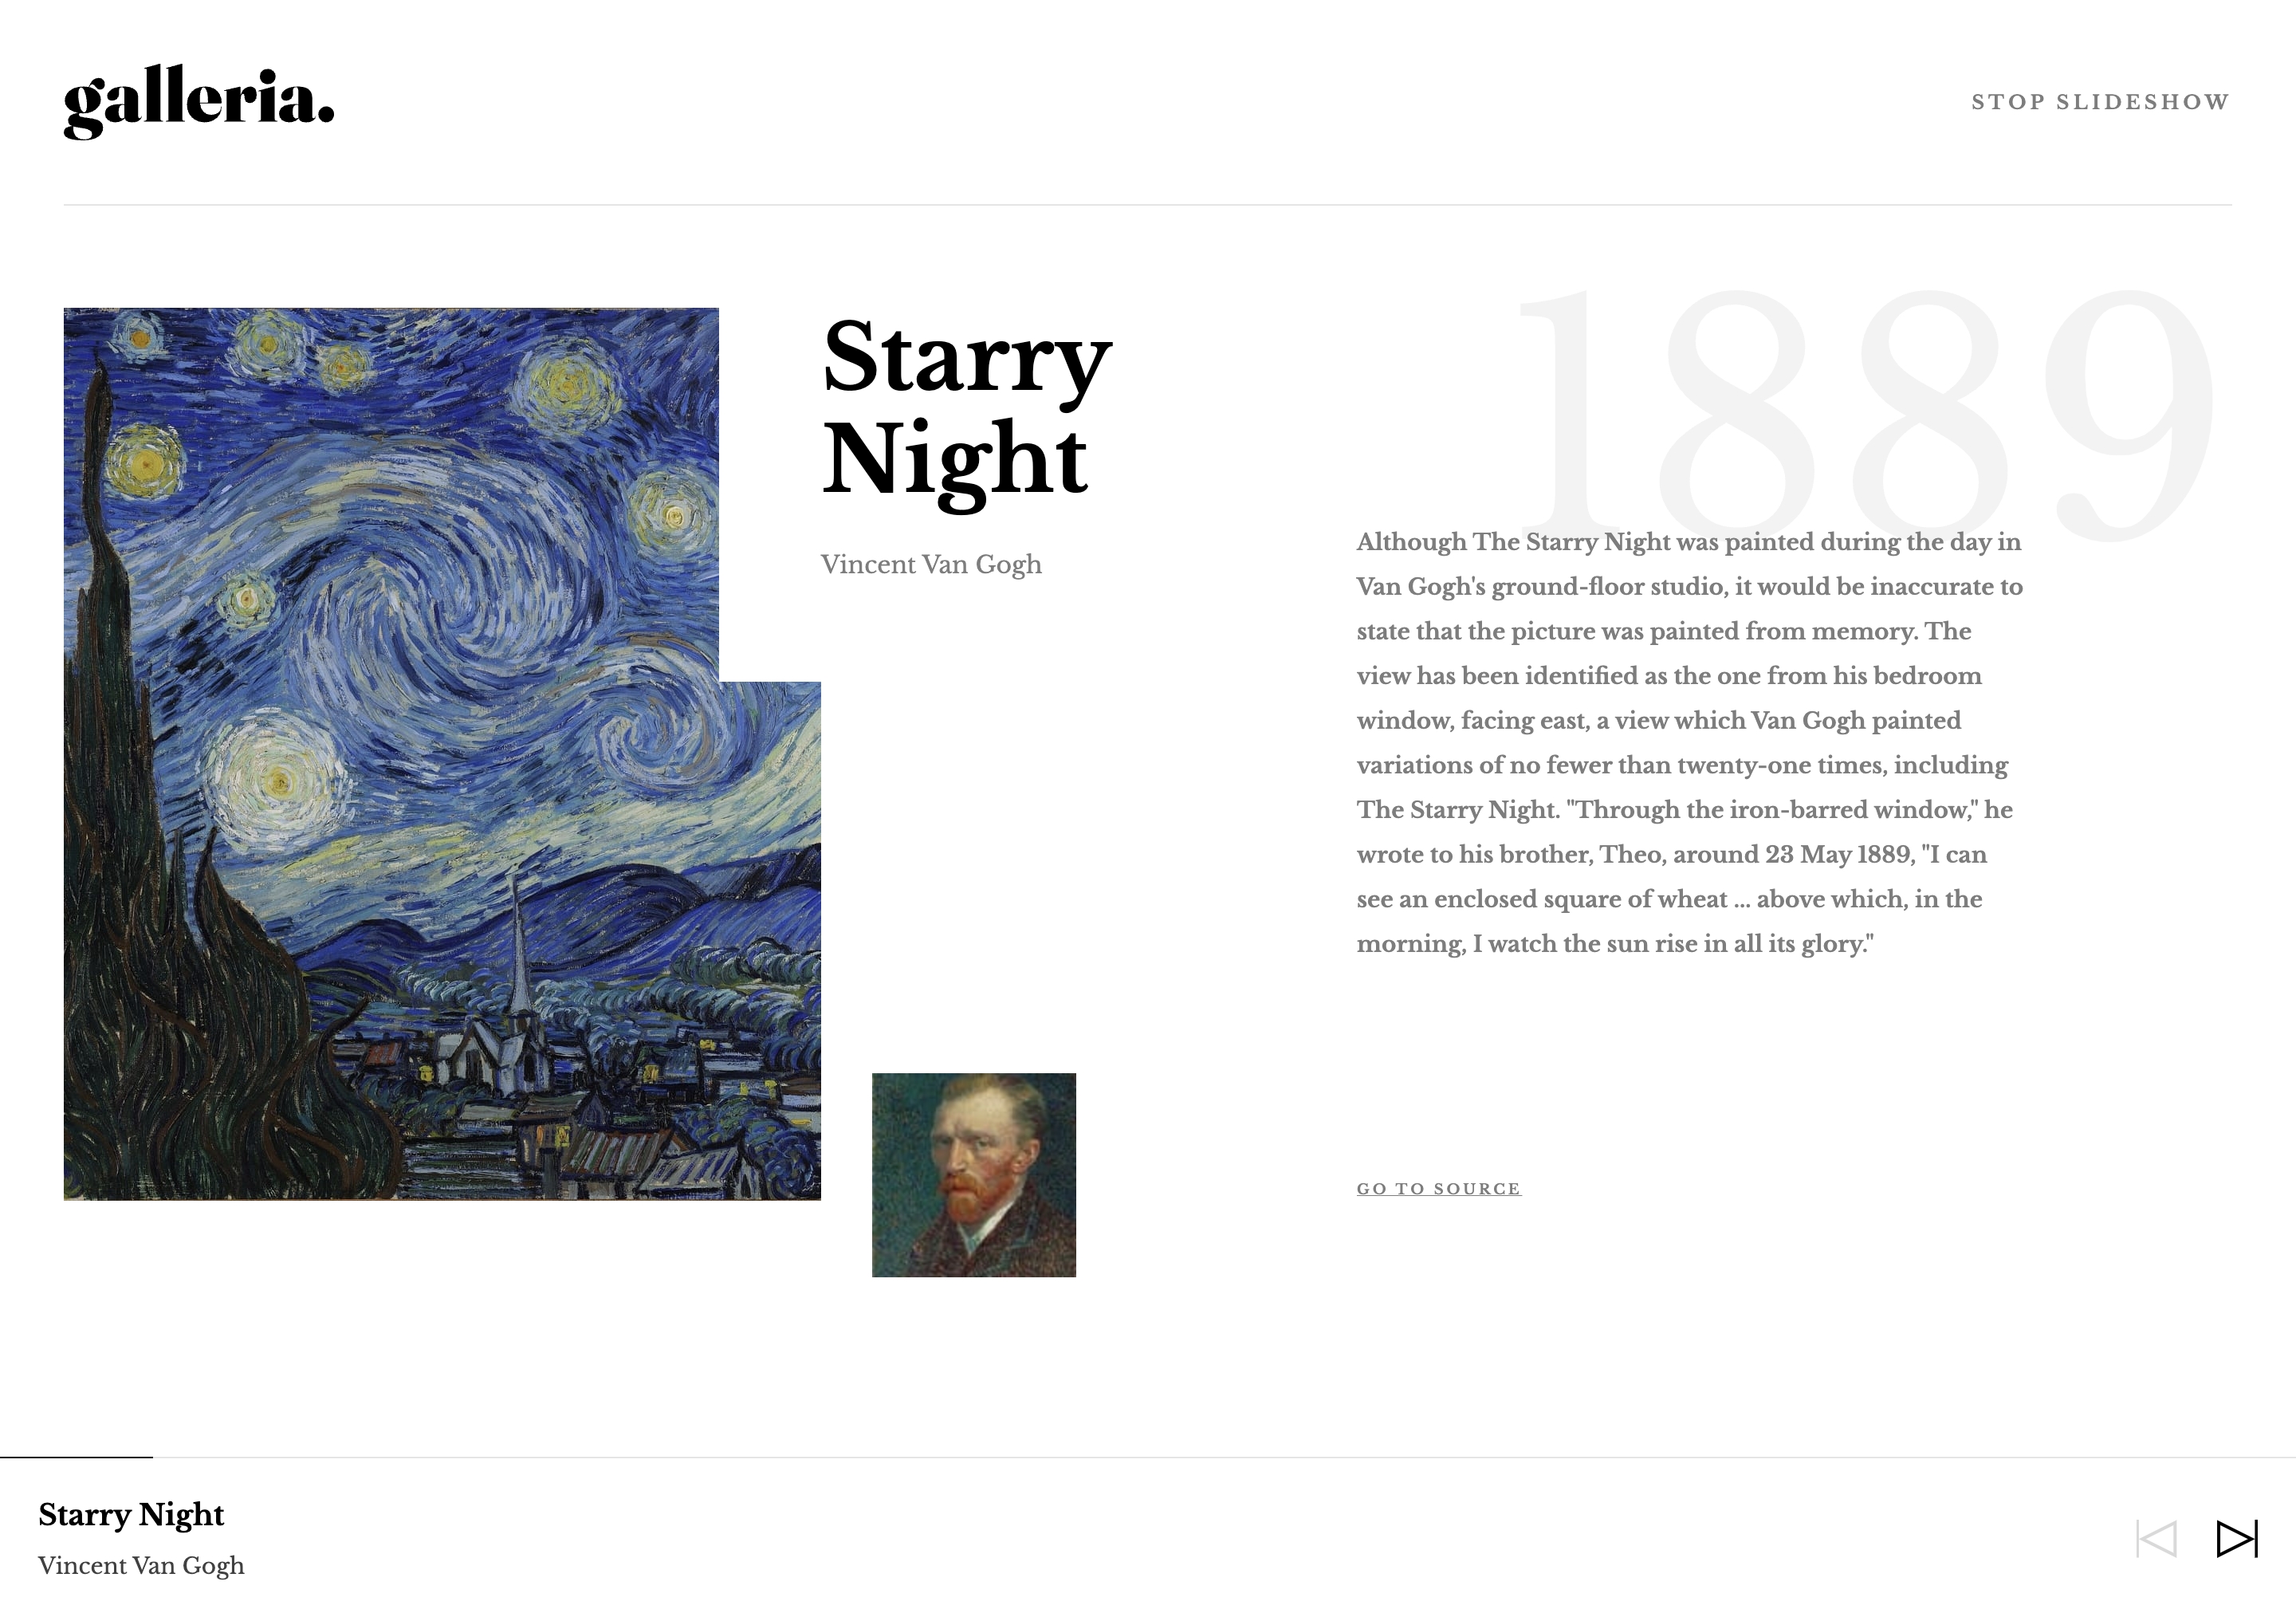 galleria.
STOP SLIDESHOW
Starry
Night
Vincent Van Gogh
1889
Although The Starry Night was painted during the day in
Van Gogh's ground-floor studio, it would be inaccurate to
state that the picture was painted from memory. The
view has been identified as the one from his bedroom
window, facing east, a view which Van Gogh painted
variations of no fewer than twenty-one times, including
The Starry Night. "Through the iron-barred window," he
wrote to his brother, Theo, around 23 May 1889, "I can
see an enclosed square of wheat ... above which, in the
morning, I watch the sun rise in all its glory."
GO TO SOURCE
Starry Night
Vincent Van Gogh